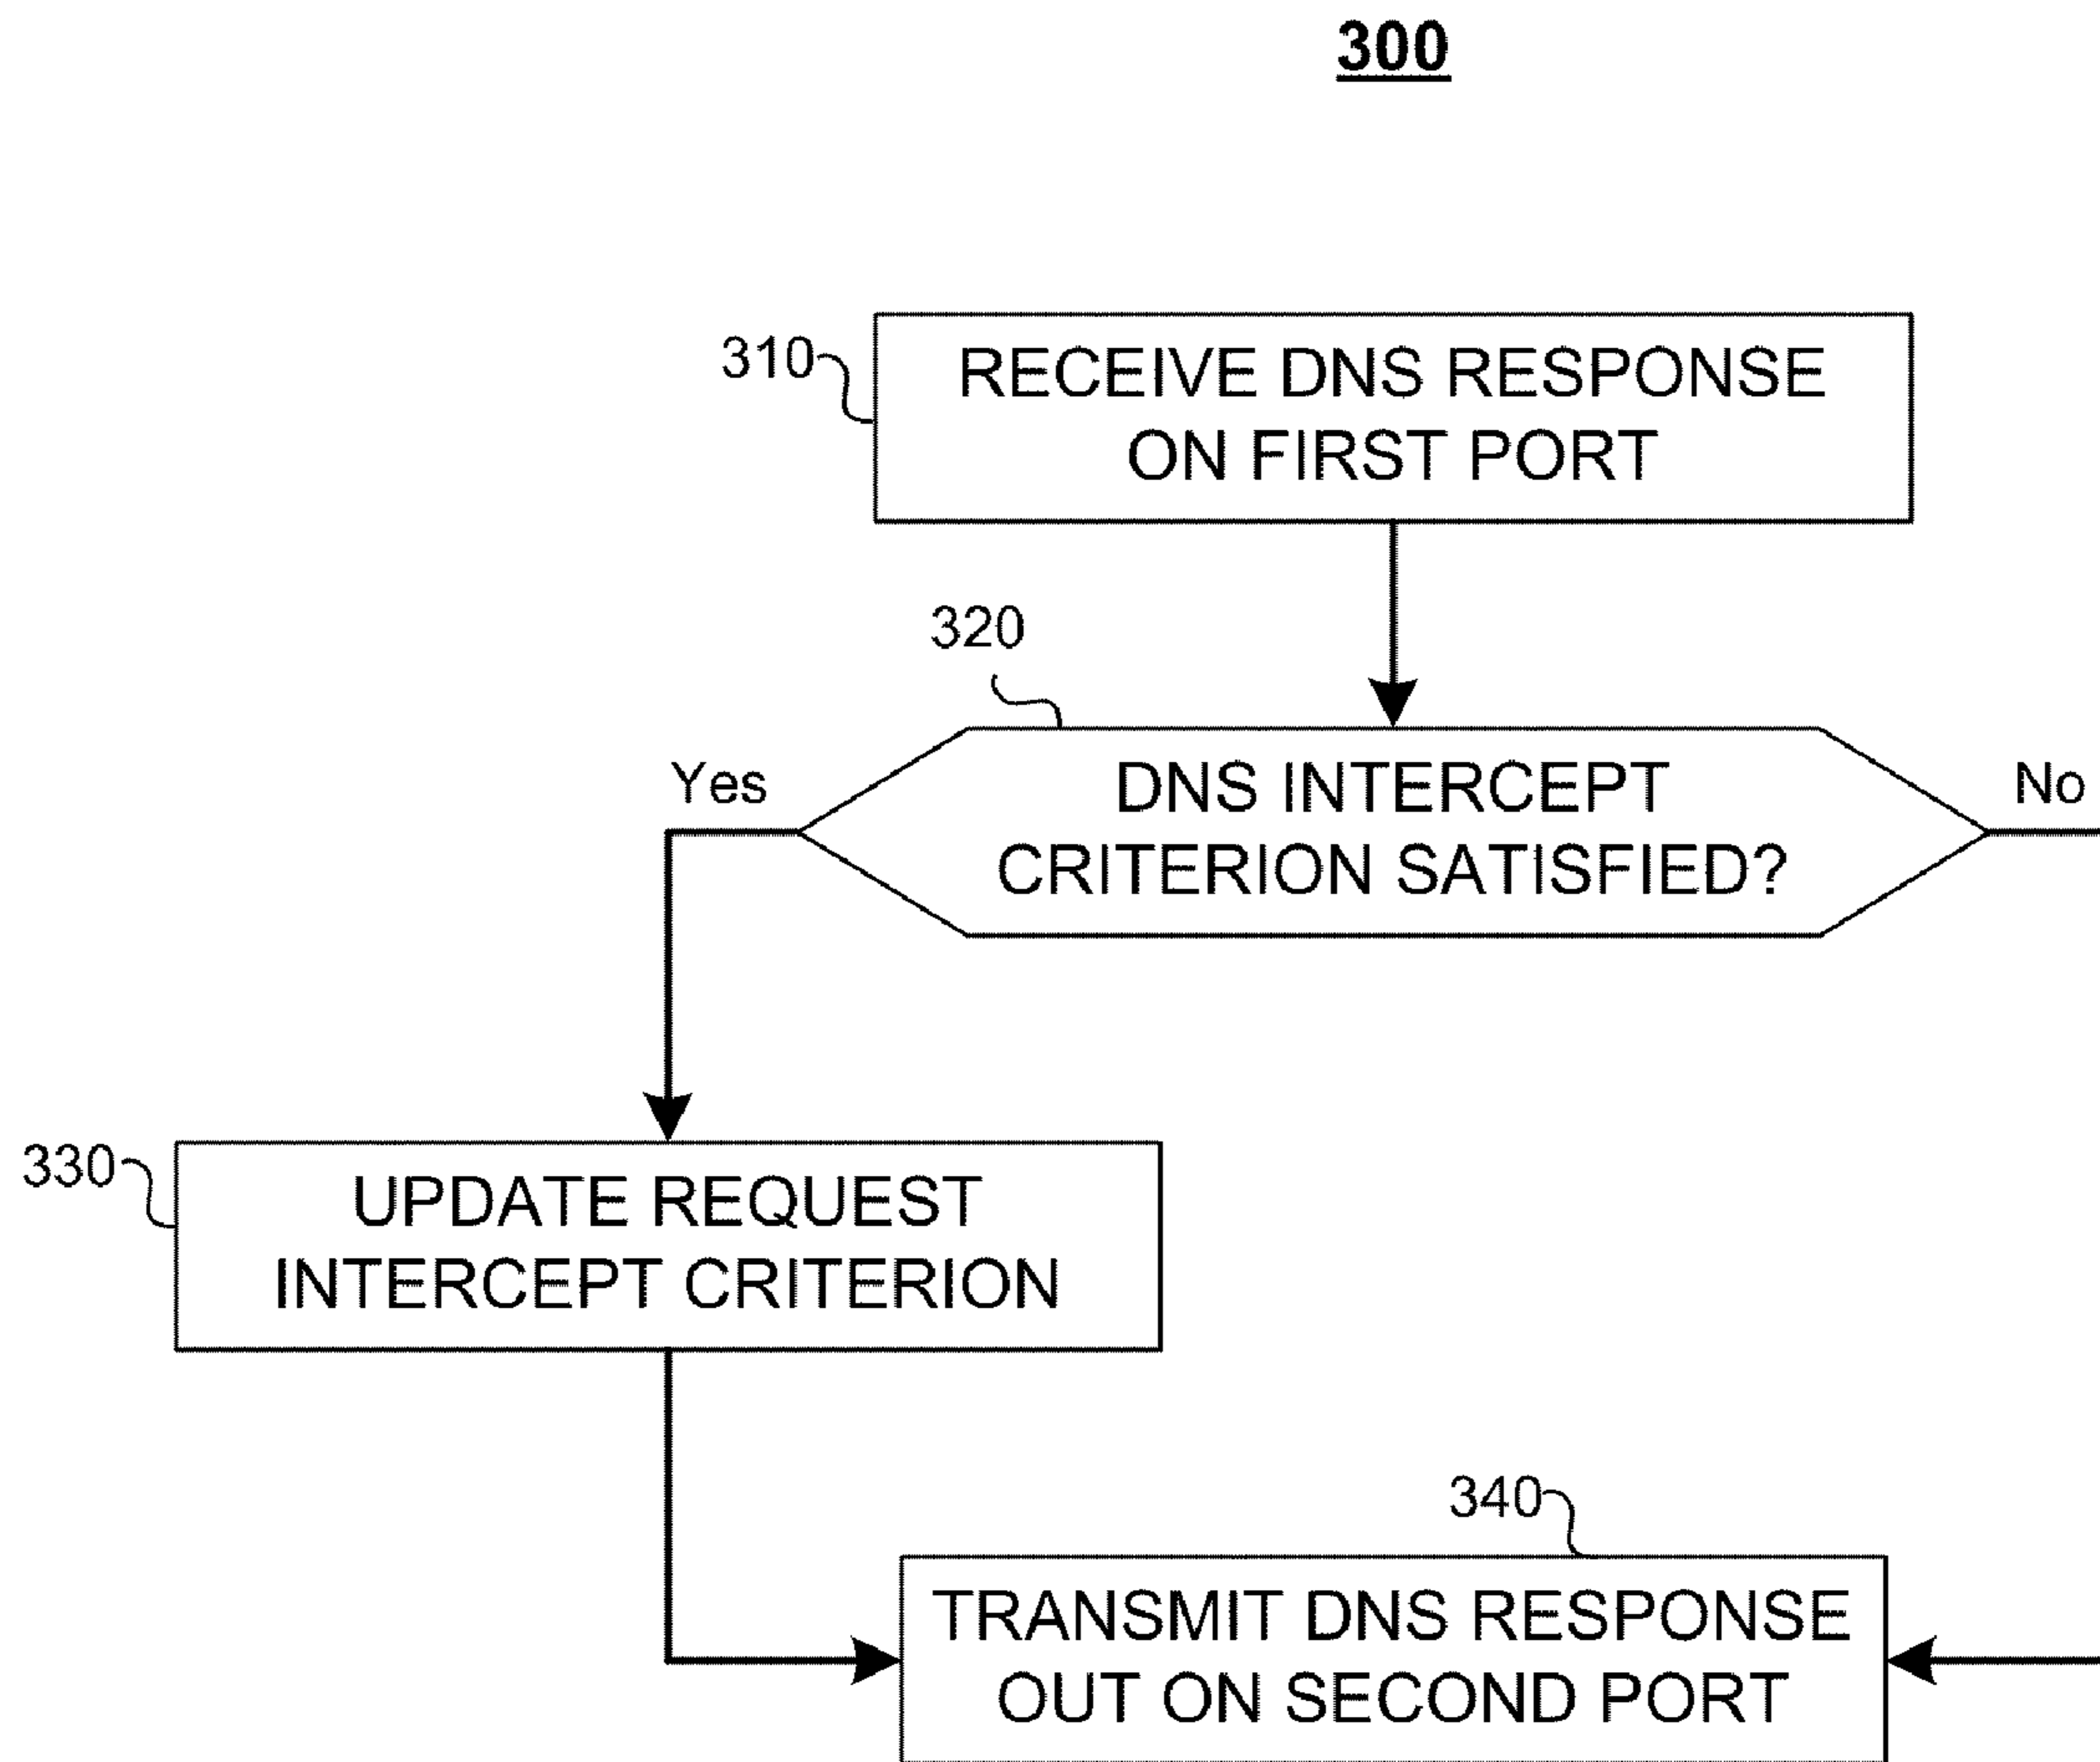 300
310
RECEIVE DNS RESPONSE
ON FIRST PORT
320
Yes
DNS INTERCEPT
CRITERION SATISFIED?
No
330
UPDATE REQUEST
INTERCEPT CRITERION
340
TRANSMIT DNS RESPONSE
OUT ON SECOND PORT